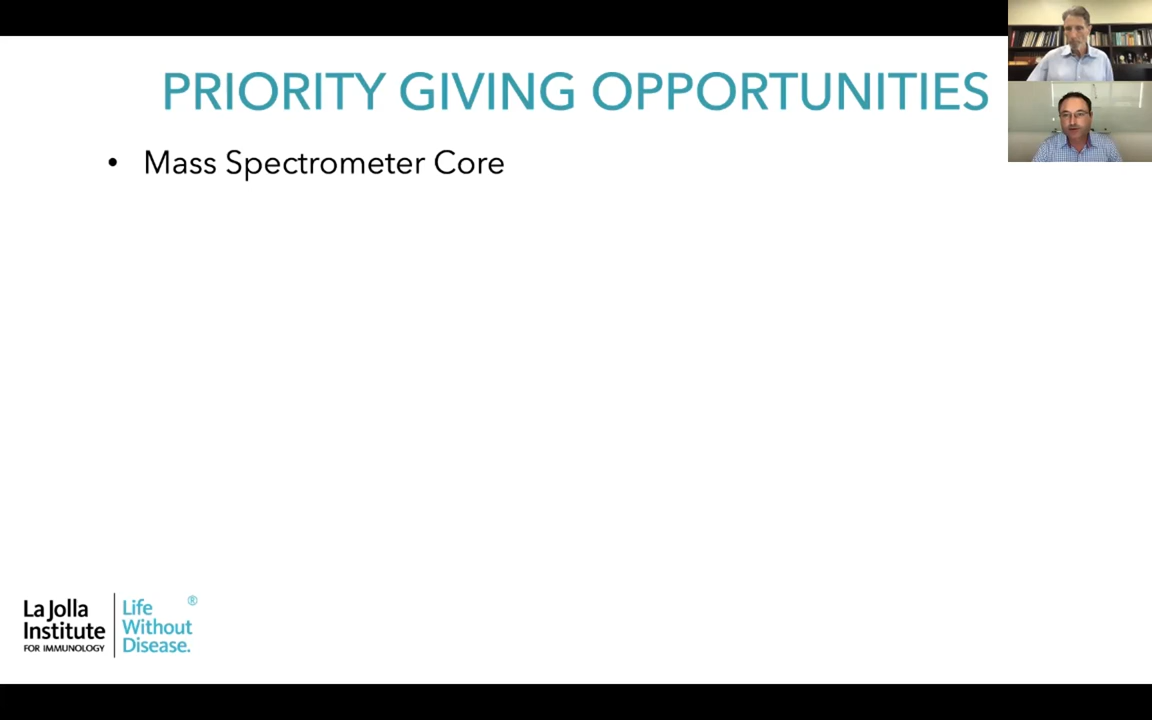 PRIORITY GIVING OPPORTUNITIES
• Mass Spectrometer Core
La Jolla
Institute
FOR IMMUNOLOGY
Life
Without
Disease.
®